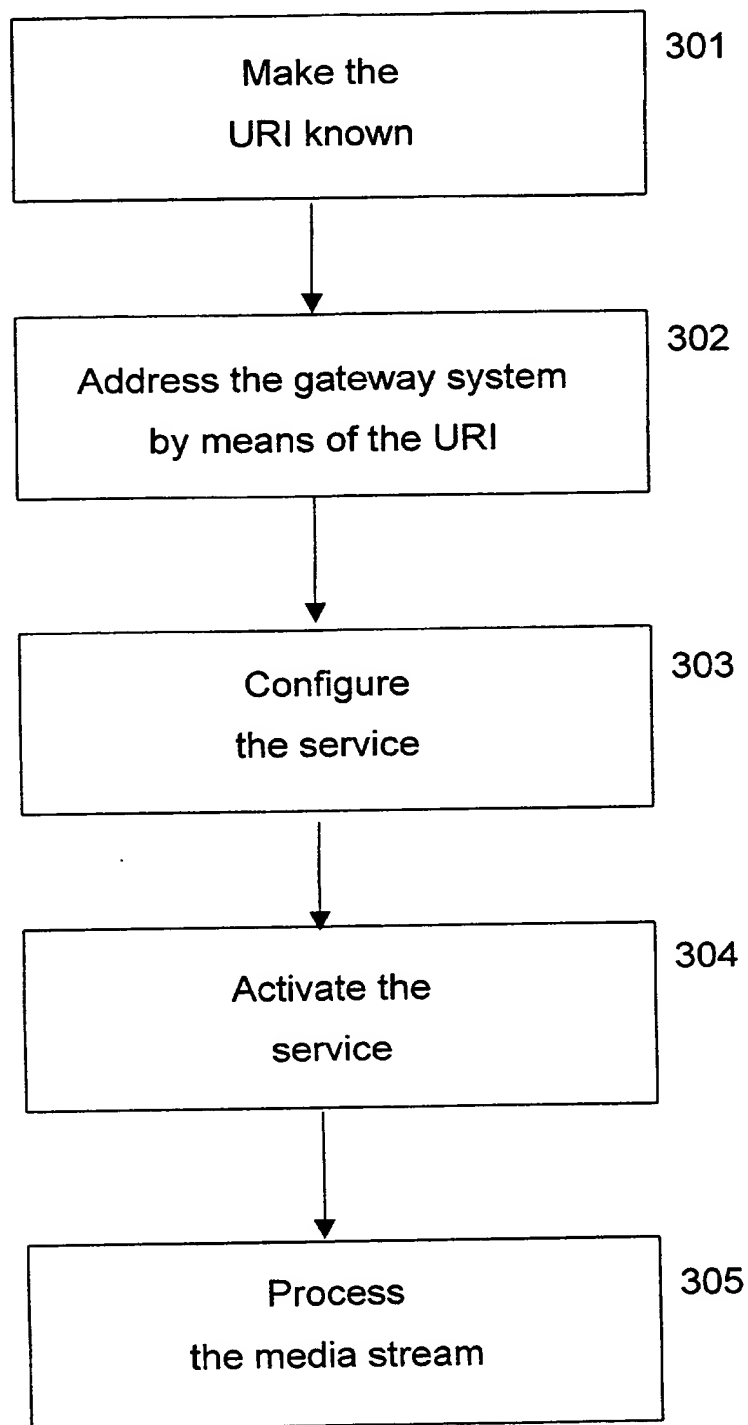 Make the
URI known
301
Address the gateway system
by means of the URI
302
Configure
the service
303
Activate the
service
304
Process
the media stream
305